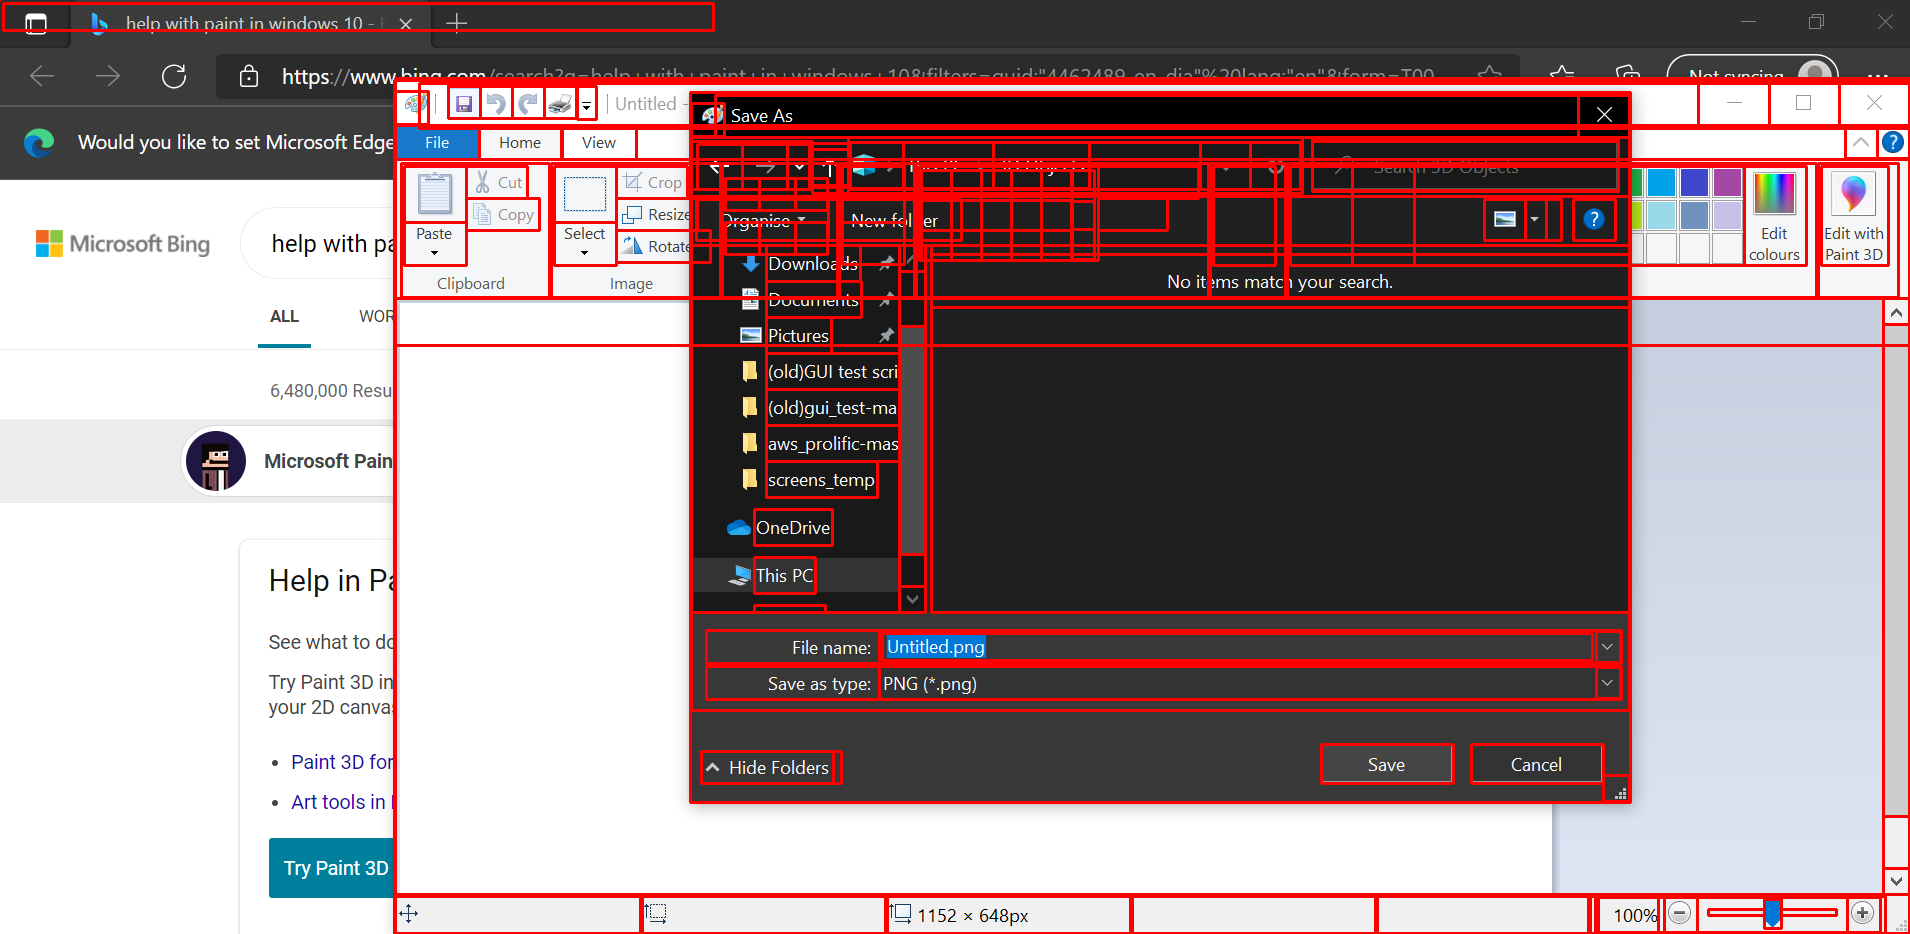 help with paint in windows 10 -
https://www.bing.com/search?q=help+with+paint+in+windows+10&filters=guid:"4462489-en-dia"%20lang:"en"&form=T00
Not syncing
Untitled -
Save As
Would you like to set Microsoft Edge
File
Home
View
Search 3D Objects
Cut
Copy
Crop
Resize
Rotate
Paste
Select
Organise
New folder
Edit colours
Edit with Paint 3D
Microsoft Bing
help with pa
Clipboard
Image
Downloads
Documents
Pictures
(old)GUI test scri
(old)gui_test-ma
aws_prolific-mas
screens_temp
OneDrive
This PC
No items match your search.
ALL
WOR
6,480,000 Resu
Microsoft Pain
Help in Pa
See what to do
Try Paint 3D in
your 2D canvas
Paint 3D for
Art tools in
Try Paint 3D
File name:
Untitled.png
Save as type:
PNG (*.png)
Hide Folders
Save
Cancel
1152 × 648px
100%